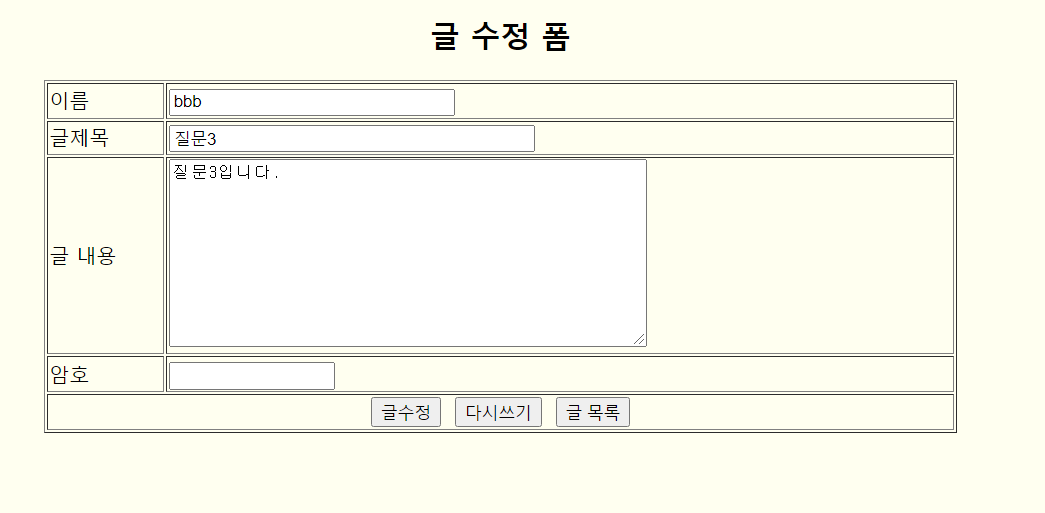 글 수정 폼
이름 bbb
글제목 질문3
글 내용 질문3입니다.
암호
글수정 다시쓰기 글 목록